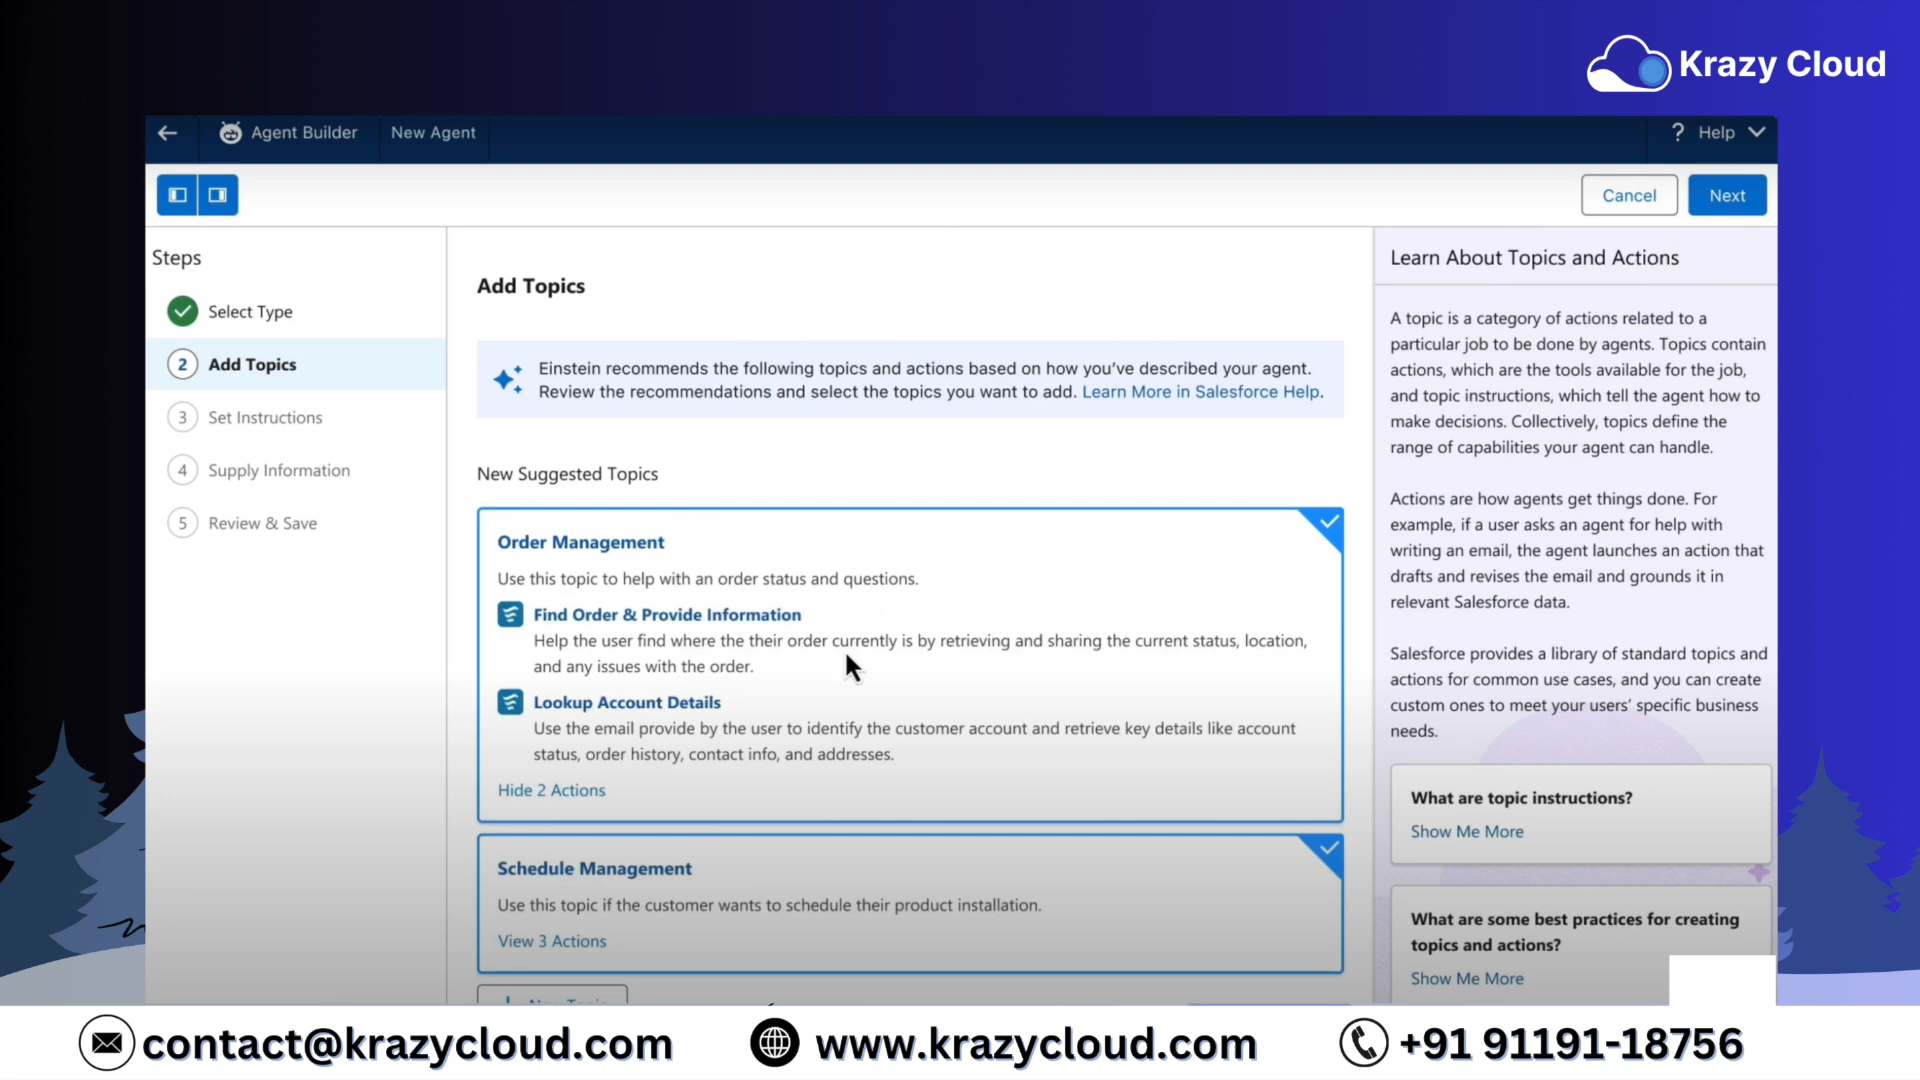 Krazy Cloud
Agent Builder
New Agent
? Help
Cancel
Next
Steps
Select Type
2 Add Topics
3 Set Instructions
4 Supply Information
5 Review & Save
Add Topics
Einstein recommends the following topics and actions based on how you've described your agent.
Review the recommendations and select the topics you want to add. Learn More in Salesforce Help.
New Suggested Topics
Order Management
Use this topic to help with an order status and questions.
Find Order & Provide Information
Help the user find where the their order currently is by retrieving and sharing the current status, location,
and any issues with the order.
Lookup Account Details
Use the email provide by the user to identify the customer account and retrieve key details like account
status, order history, contact info, and addresses.
Hide 2 Actions
Schedule Management
Use this topic if the customer wants to schedule their product installation.
View 3 Actions
Learn About Topics and Actions
A topic is a category of actions related to a
particular job to be done by agents. Topics contain
actions, which are the tools available for the job,
and topic instructions, which tell the agent how to
make decisions. Collectively, topics define the
range of capabilities your agent can handle.
Actions are how agents get things done. For
example, if a user asks an agent for help with
writing an email, the agent launches an action that
drafts and revises the email and grounds it in
relevant Salesforce data.
Salesforce provides a library of standard topics and
actions for common use cases, and you can create
custom ones to meet your users' specific business
needs.
What are topic instructions?
Show Me More
What are some best practices for creating
topics and actions?
Show Me More
contact@krazycloud.com
www.krazycloud.com
+91 91191-18756